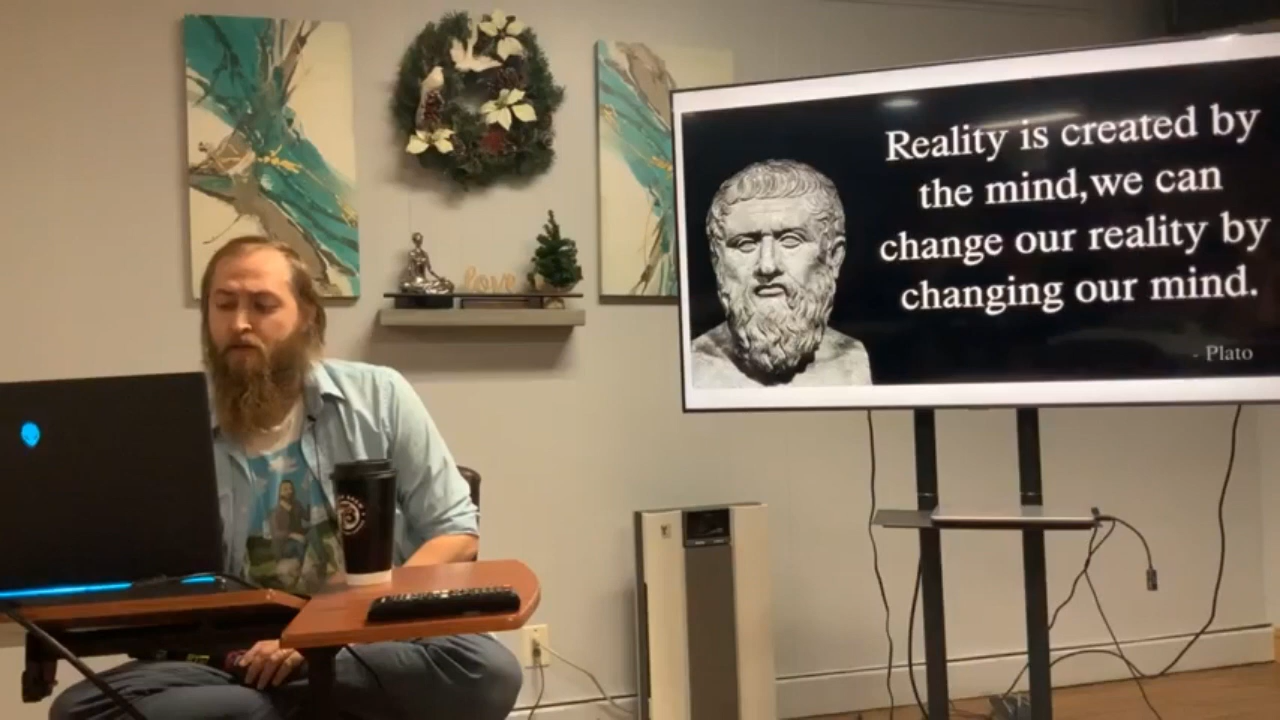 Reality is created by
the mind,we can
change our reality by
changing our mind.
- Plato
love